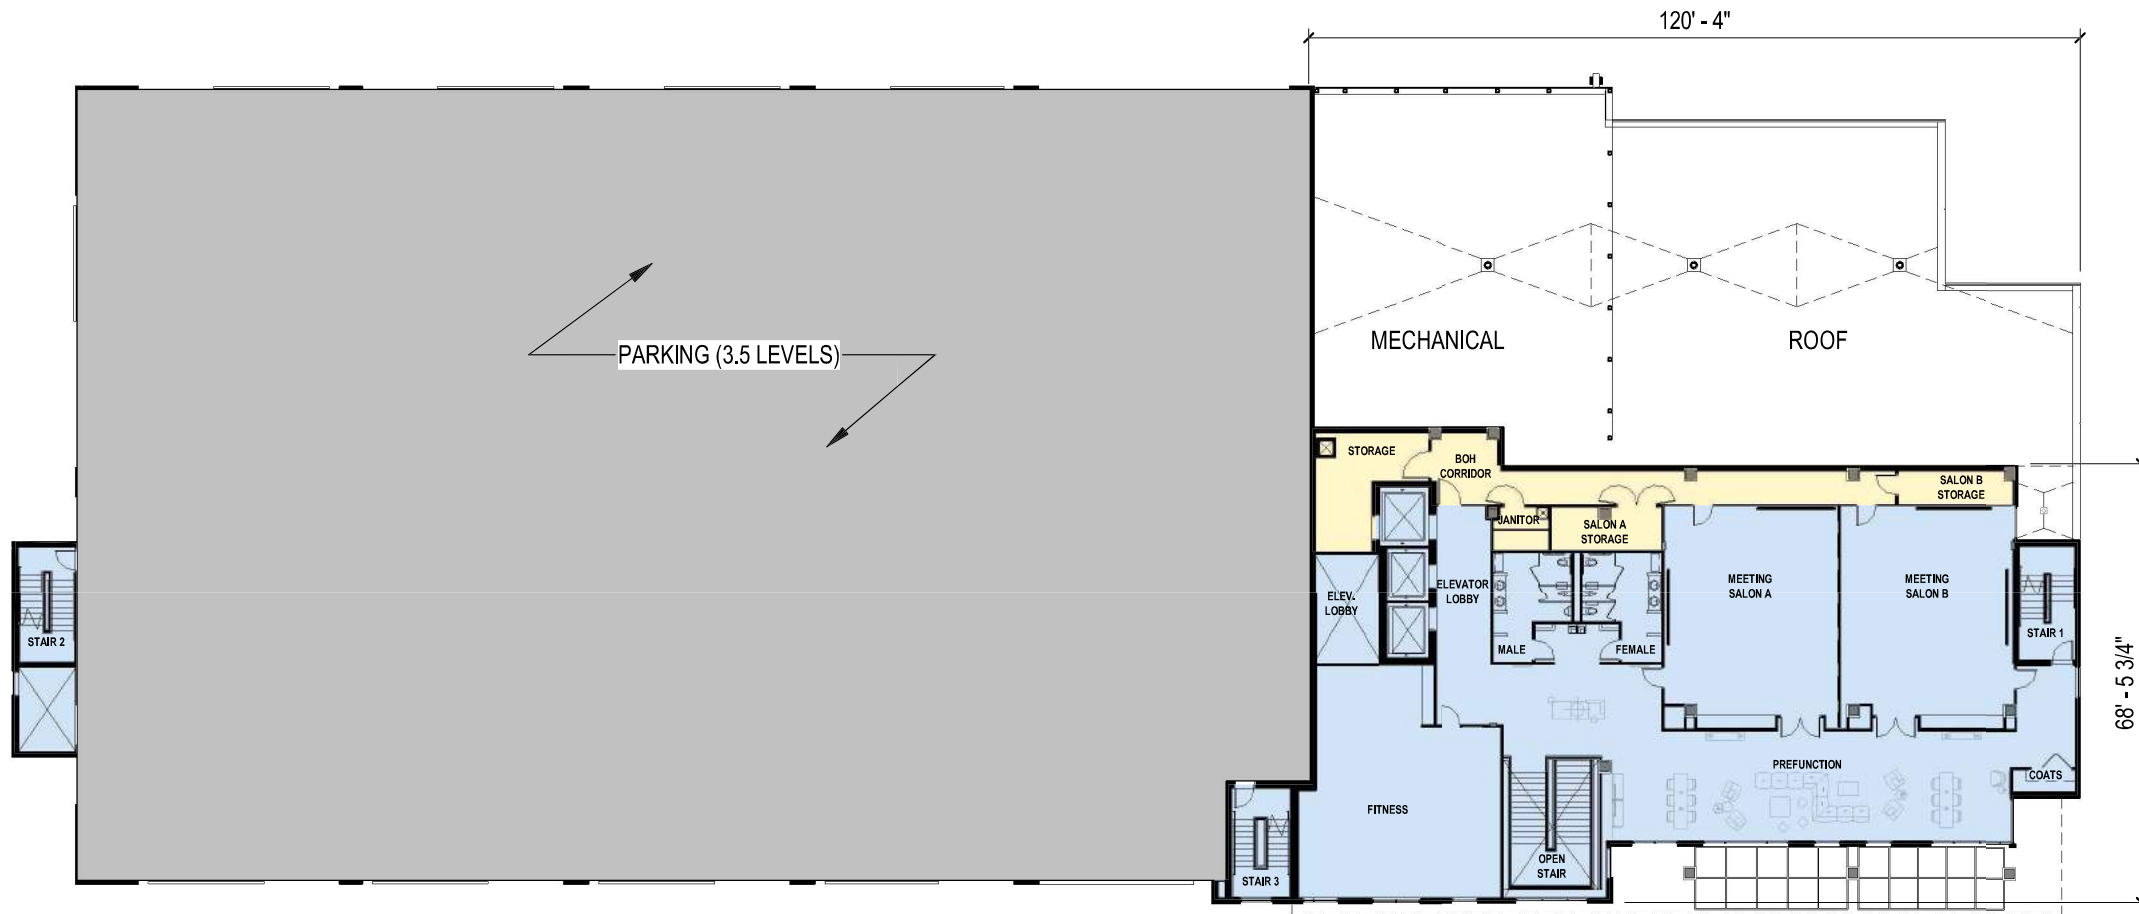 120' - 4"
PARKING (3.5 LEVELS)
MECHANICAL
ROOF
STORAGE
BOH
CORRIDOR
SALON B
STORAGE
JANITOR
SALON A
STORAGE
ELEV.
LOBBY
ELEVATOR
LOBBY
MEETING
SALON A
MEETING
SALON B
STAIR 2
MALE
FEMALE
STAIR 1
68' - 5 3/4"
PREFUNCTION
COATS
FITNESS
OPEN
STAIR
STAIR 3